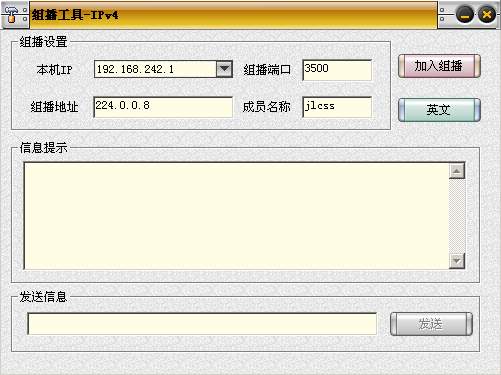 组播工具-IPv4
组播设置
本机IP 192.168.242.1 组播端口 3500 加入组播
组播地址 224.0.0.8 成员名称 jlcss 英文
信息提示
发送信息
发送